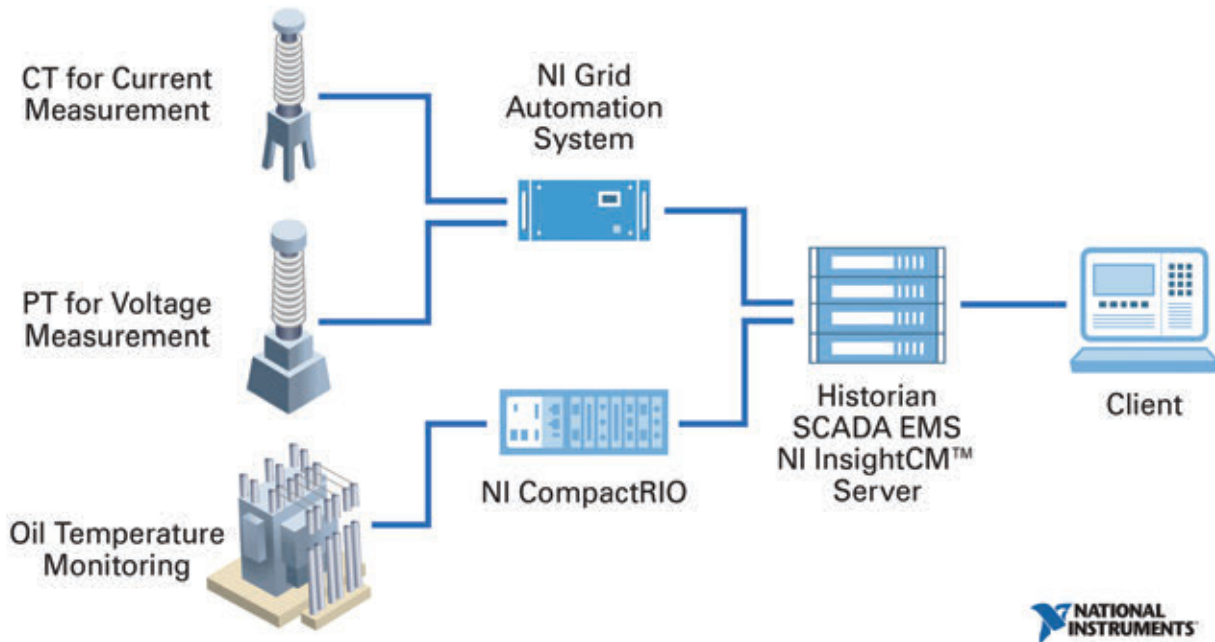 CT for Current
Measurement
NI Grid
Automation
System
PT for Voltage
Measurement
Historian
SCADA EMS
NI InsightCM™
Server
Client
NI CompactRIO
Oil Temperature
Monitoring
NATIONAL
INSTRUMENTS